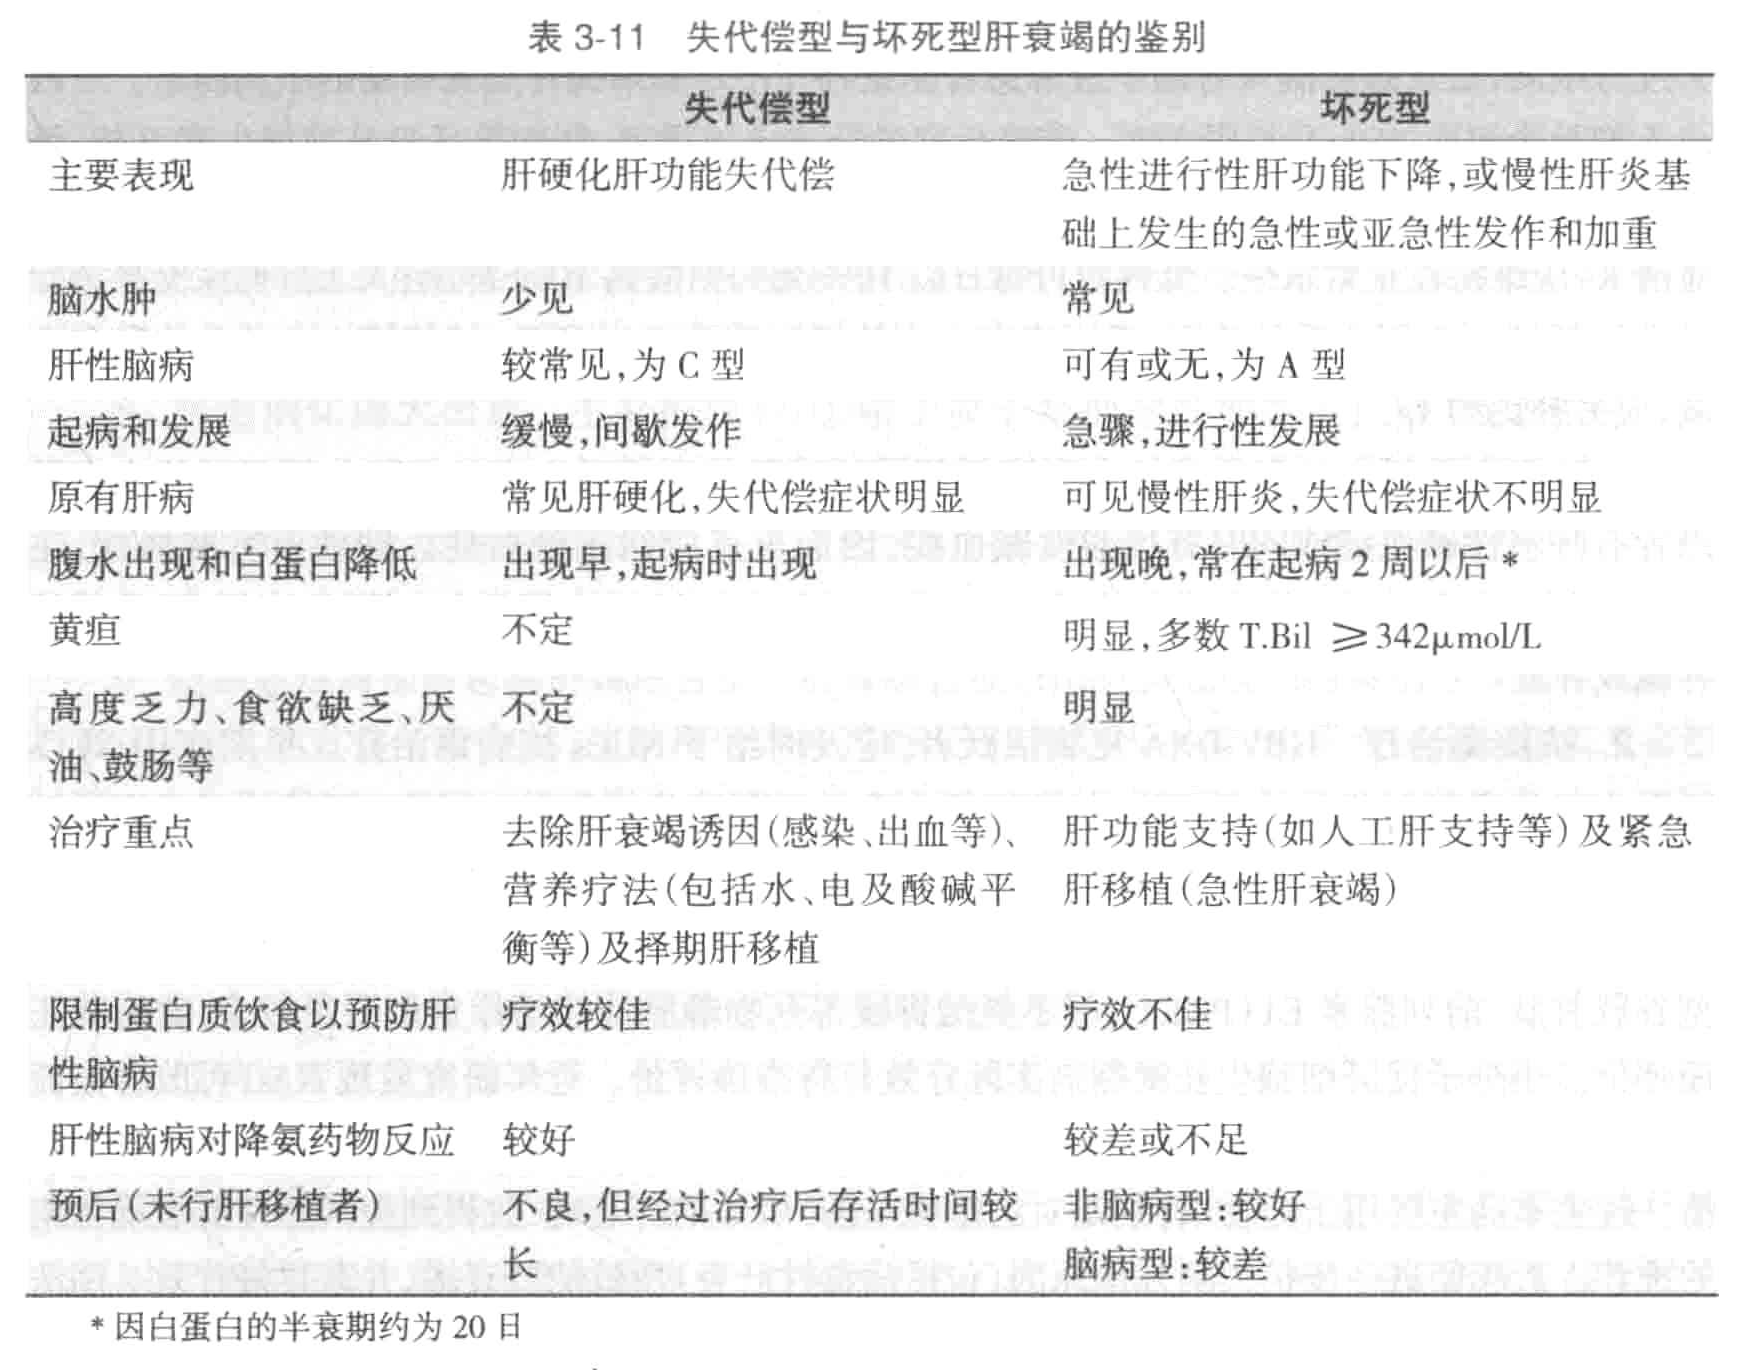 表 3-11 失代偿型与坏死型肝衰竭的鉴别
失代偿型 坏死型
主要表现 肝硬化肝功能失代偿 急性进行性肝功能下降,或慢性肝炎基
础上发生的急性或亚急性发作和加重
脑水肿 少见 常见
肝性脑病 较常见,为 C 型 可有或无,为 A 型
起病和发展 缓慢,间歇发作 急骤,进行性发展
原有肝病 常见肝硬化,失代偿症状明显 可见慢性肝炎,失代偿症状不明显
腹水出现和白蛋白降低 出现早,起病时出现 出现晚,常在起病 2 周以后 *
黄疸 不定 明显,多数 T.Bil ≥342μmol/L
高度乏力、食欲缺乏、厌 不定 明显
油、鼓肠等
治疗重点 去除肝衰竭诱因(感染、出血等)、 肝功能支持(如人工肝支持等)及紧急
营养疗法(包括水、电及酸碱平 肝移植(急性肝衰竭)
衡等)及择期肝移植
限制蛋白质饮食以预防肝 疗效较佳 疗效不佳
性脑病
肝性脑病对降氨药物反应 较好 较差或不足
预后(未行肝移植者) 不良,但经过治疗后存活时间较 非脑病型:较好
长 脑病型:较差
* 因白蛋白的半衰期约为 20 日